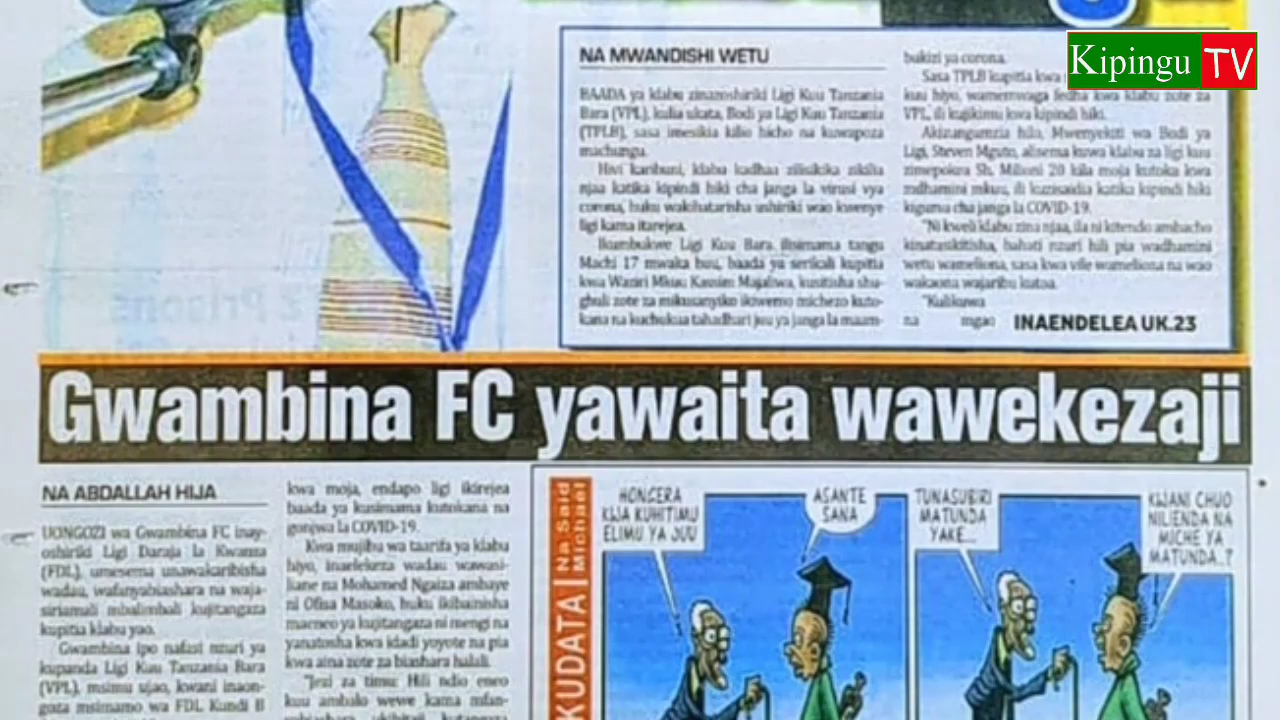 Kipingu TV
NA MWANDISHI WETU
BAADA ya klabu zinazoshiriki Ligi Kuu Tanzania
Bara (VPL), kulia ukata, Bodi ya Ligi Kuu Tanzania
(TPLB), sasa imesikia kilio hicho na kuwapoza
machungu.
Hivi karibuni, klabu kadhaa zilisikika zikilia
njaa katika kipindi hiki cha janga la virusi vya
corona, huku wakihatarisha ushiriki wao kwenye
ligi kama itarejea.
Ikumbukwe Ligi Kuu Bara ilisimama tangu
Machi 17 mwaka huu, baada ya serikali kupitia
kwa Waziri Mkuu Kassim Majaliwa, kusitisha shu-
ghuli zote za mikusanyiko ikiwemo michezo kuto-
kana na kuchukua tahadhari juu ya janga la maam-
bukizi ya corona.
Sasa TPLB kupitia kwa
kuu hiyo, wamemwaga fedha kwa klabu zote za
VPL, ili kujikimu kwa kipindi hiki.
Akizungumzia hilo, Mwenyekiti wa Bodi ya
Ligi, Steven Mguto, alisema kuwa klabu za ligi kuu
zimepokea Sh. Milioni 20 kila moja kutoka kwa
mdhamini mkuu, ili kuzisaidia katika kipindi hiki
kigumu cha janga la COVID-19.
"Ni kweli klabu zina njaa, ila ni kitendo ambacho
kinatasikitisha, bahati nzuri hili pia wadhamini
wetu wameliona, sasa kwa vile wameliona na wao
wakaona wajaribu kutoa.
"Kulikuwa
na mgao INAENDELEA UK.23
Gwambina FC yawaita wawekezaji
NA ABDALLAH HIJA
UONGOZI wa Gwambina FC inay-
oshiriki Ligi Daraja la Kwanza
(FDL), umesema unawakaribisha
wadau, wafanyabiashara na waja-
siriamali mbalimbali kujitangaza
kupitia klabu yao.
Gwambina ipo nafasi nzuri ya
kupanda Ligi Kuu Tanzania Bara
(VPL), msimu ujao, kwani inaon-
goza msimamo wa FDL Kundi B
kwa moja, endapo ligi ikirejea
baada ya kusimama kutokana na
gonjwa la COVID-19.
Kwa mujibu wa taarifa ya klabu
hiyo, inaelekeza wadau wawasi-
liane na Mohamed Ngaiza ambaye
ni Ofisa Masoko, huku ikibainisha
maeneo ya kujitangaza ni mengi na
yanatosha kwa idadi yoyote na pia
kwa aina zote za biashara halali.
"Jezi za timu: Hili ndio eneo
kuu ambalo wewe kama mfan-
KUDATA Na Said Michael
HONGERA
KWA KUHITIMU
ELIMU YA JUU
ASANTE
SANA
TUNASUBIRI
MATUNDA
YAKE...
KWANI CHUO
NILIENDA NA
MICHE YA
MATUNDA..?